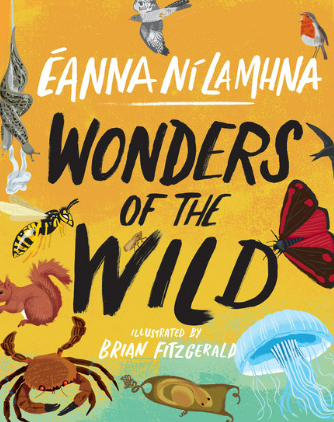 ÉANNA NÍ LAMHNA
WONDERS
OF THE
WILD
ILLUSTRATED BY
BRIAN FITZGERALD